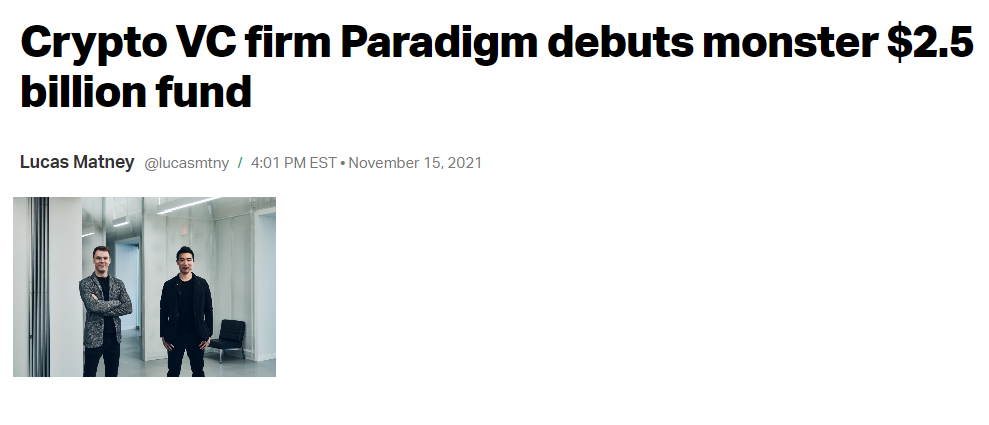 Crypto VC firm Paradigm debuts monster $2.5
billion fund
Lucas Matney @lucasmtny / 4:01 PM EST • November 15, 2021